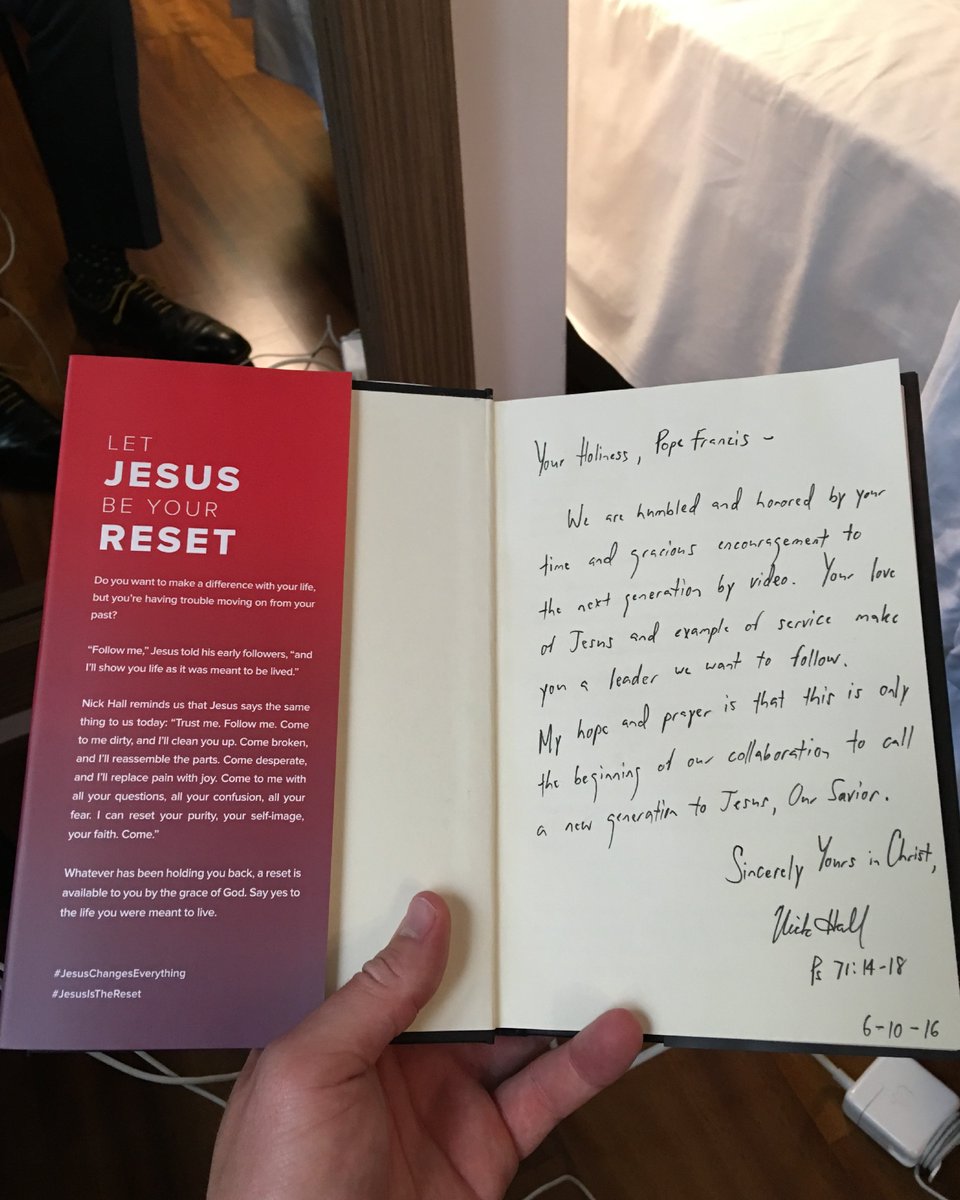 LET
JESUS
BE YOUR
RESET
Do you want to make a difference with your life,
but you're having trouble moving on from your
past?
"Follow me," Jesus told his early followers, "and
I'll show you life as it was meant to be lived."
Nick Hall reminds us that Jesus says the same
thing to us today: "Trust me. Follow me. Come
to me dirty, and I'll clean you up. Come broken,
and I'll reassemble the parts. Come desperate,
and I'll replace pain with joy. Come to me with
all your questions, all your confusion, all your
fear. I can reset your purity, your self-image,
your faith. Come."
Whatever has been holding you back, a reset is
available to you by the grace of God. Say yes to
the life you were meant to live.
#JesusChangesEverything
#JesusIsTheReset
Your Holiness, Pope Francis –
We are humbled and honored by your
time and gracious encouragement to
the next generation by video. Your love
of Jesus and example of service make
you a leader we want to follow.
My hope and prayer is that this is only
the beginning of our collaboration to call
a new generation to Jesus, Our Savior.
Sincerely Yours in Christ,
Nick Hall
Ps 71:14-18
6-10-16